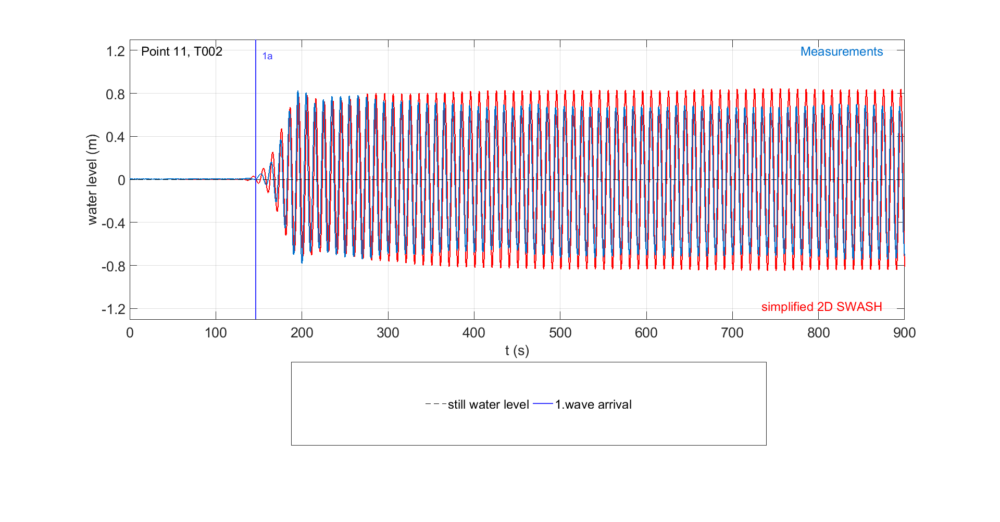 Point 11, T002
1a
Measurements
1.2
0.8
0.4
0
-0.4
-0.8
-1.2
water level (m)
simplified 2D SWASH
0 100 200 300 400 500 600 700 800 900
t (s)
still water level 1.wave arrival